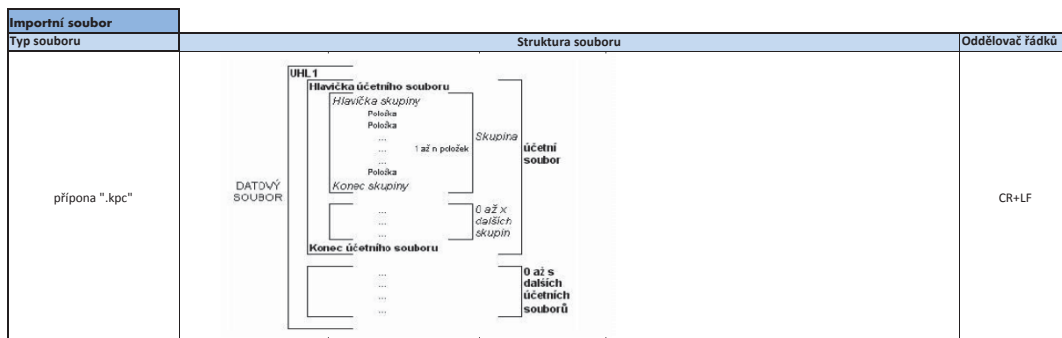 Importní soubor
Typ souboru
Struktura souboru
Oddělovač řádků
přípona ".kpc"
DATOVÝ
SOUBOR
UHL1
Hlavička účetního souboru
Hlavička skupiny
Položka
Položka
...
...
1 až n položek
...
Položka
Konec skupiny
Skupina
účetní
soubor
...
...
...
0 až x
dalších
skupin
Konec účetního souboru
...
...
...
...
0 až s
dalších
účetních
souborů
CR+LF